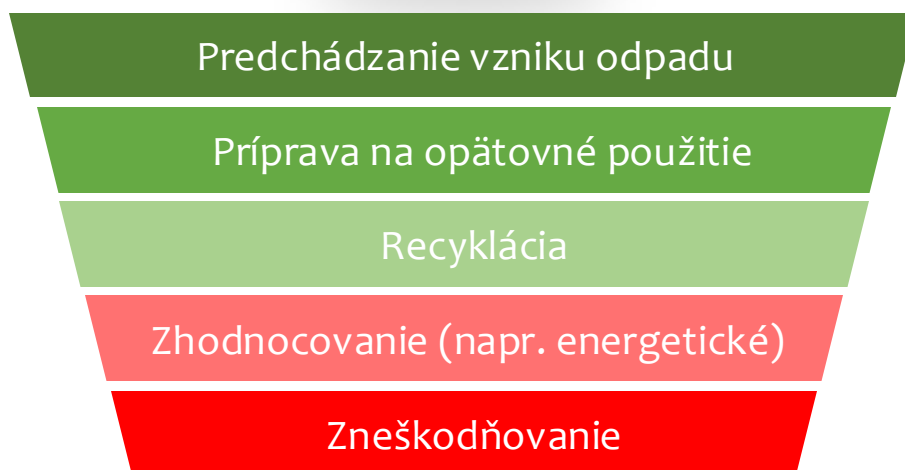 Predchádzanie vzniku odpadu
Príprava na opätovné použitie
Recyklácia
Zhodnocovanie (napr. energetické)
Zneškodňovanie